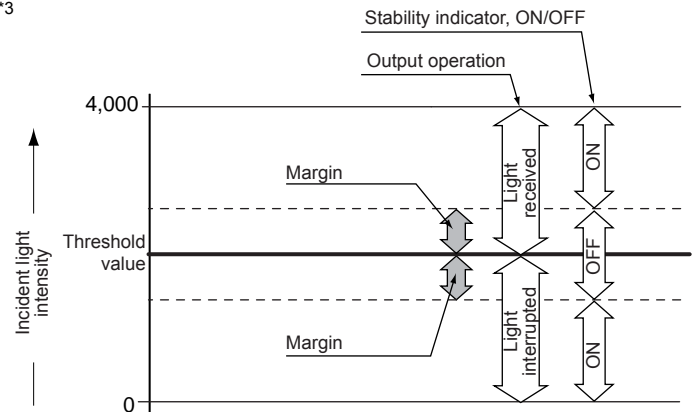 *3
Stability indicator, ON/OFF
Output operation
4,000
Margin
Light
received
ON
Threshold
value
OFF
Incident light
intensity
Margin
Light
interrupted
ON
0